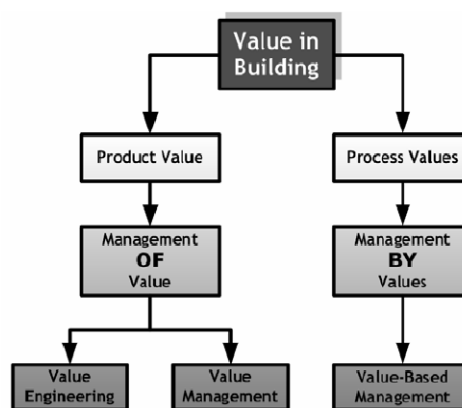 Value in
Building
Product Value
Process Values
Management
OF
Value
Management
BY
Values
Value
Engineering
Value
Management
Value-Based
Management